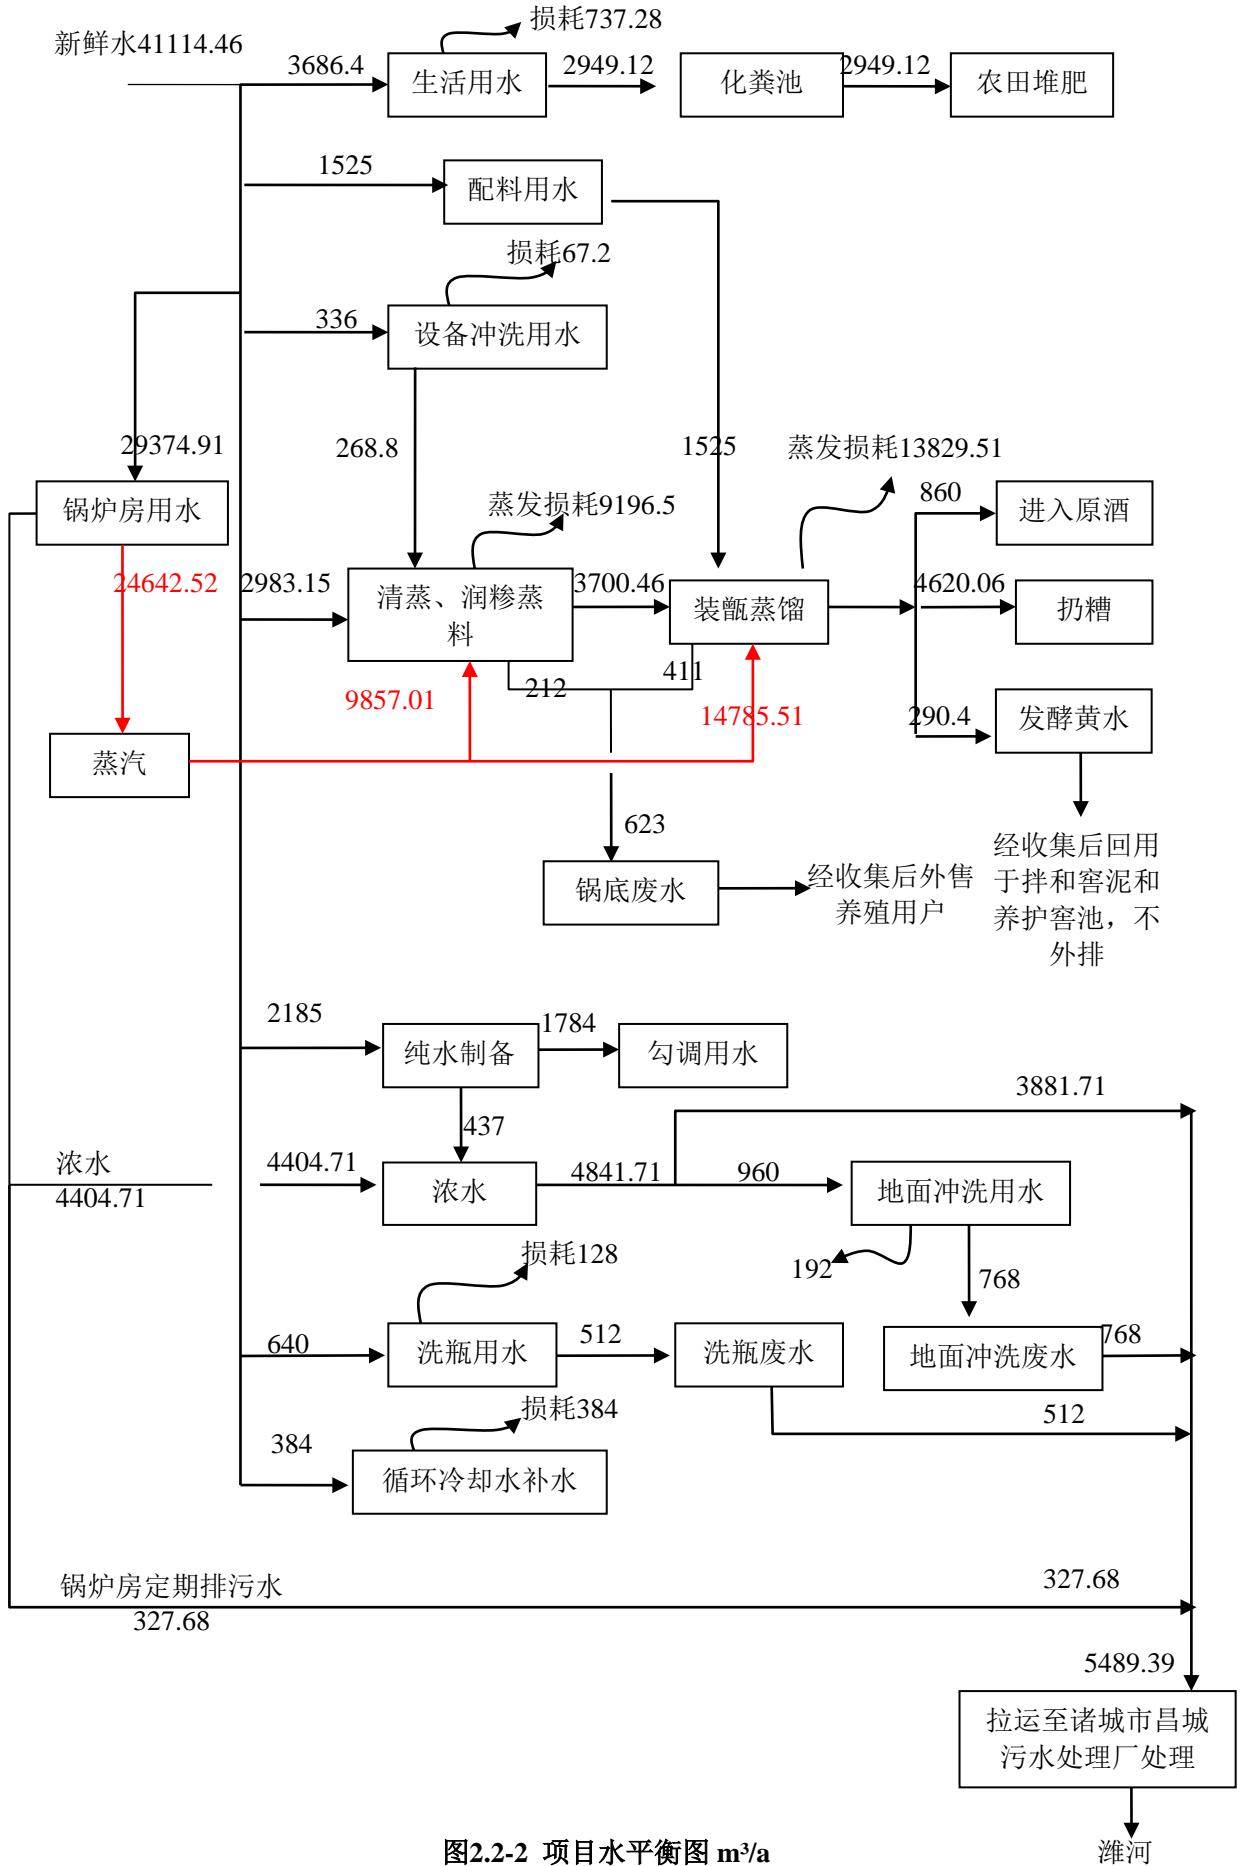 损耗737.28
新鲜水41114.46
3686.4
生活用水
2949.12
化粪池
2949.12
农田堆肥
1525
配料用水
损耗67.2
336
设备冲洗用水
29374.91
268.8
1525
蒸发损耗13829.51
锅炉房用水
蒸发损耗9196.5
860
进入原酒
24642.52
2983.15
清蒸、润糁蒸
料
3700.46
装甑蒸馏
4620.06
扔糟
9857.01
212
411
14785.51
290.4
发酵黄水
蒸汽
623
锅底废水
经收集后外售
养殖用户
经收集后回用
于拌和窖泥和
养护窖池，不
外排
2185
纯水制备
1784
勾调用水
437
3881.71
浓水
4404.71
4404.71
浓水
4841.71
960
地面冲洗用水
192
768
损耗128
640
洗瓶用水
512
洗瓶废水
地面冲洗废水
768
损耗384
512
384
循环冷却水补水
锅炉房定期排污水
327.68
327.68
5489.39
拉运至诸城市昌城
污水处理厂处理
潍河
图2.2-2 项目水平衡图 m³/a